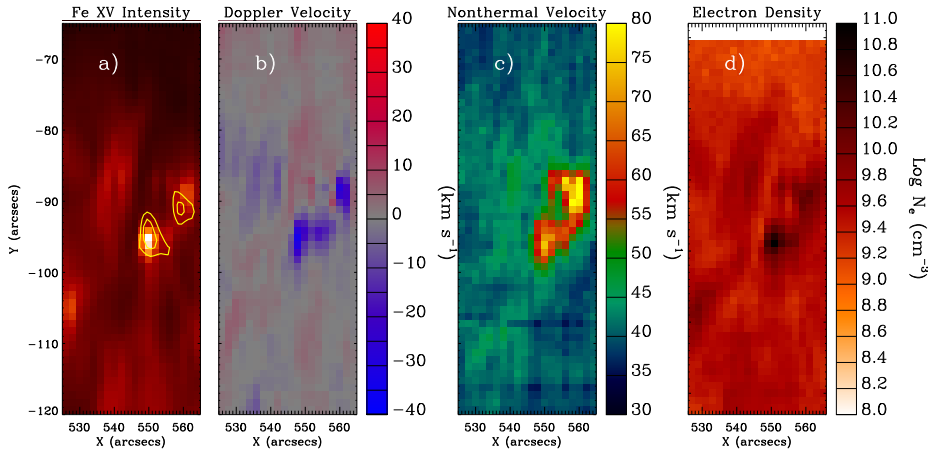 Fe XV Intensity
Doppler Velocity
Nonthermal Velocity
Electron Density
a)
b)
c)
d)
Y (arcsecs)
-70
-80
-90
-100
-110
-120
530 540 550 560
X (arcsecs)
530 540 550 560
X (arcsecs)
40
30
20
10
0
-10
-20
-30
-40
(km s⁻¹)
530 540 550 560
X (arcsecs)
80
75
70
65
60
55
50
45
40
35
30
(km s⁻¹)
530 540 550 560
X (arcsecs)
11.0
10.8
10.6
10.4
10.2
10.0
9.8
9.6
9.4
9.2
9.0
8.8
8.6
8.4
8.2
8.0
Log Nₑ (cm⁻³)